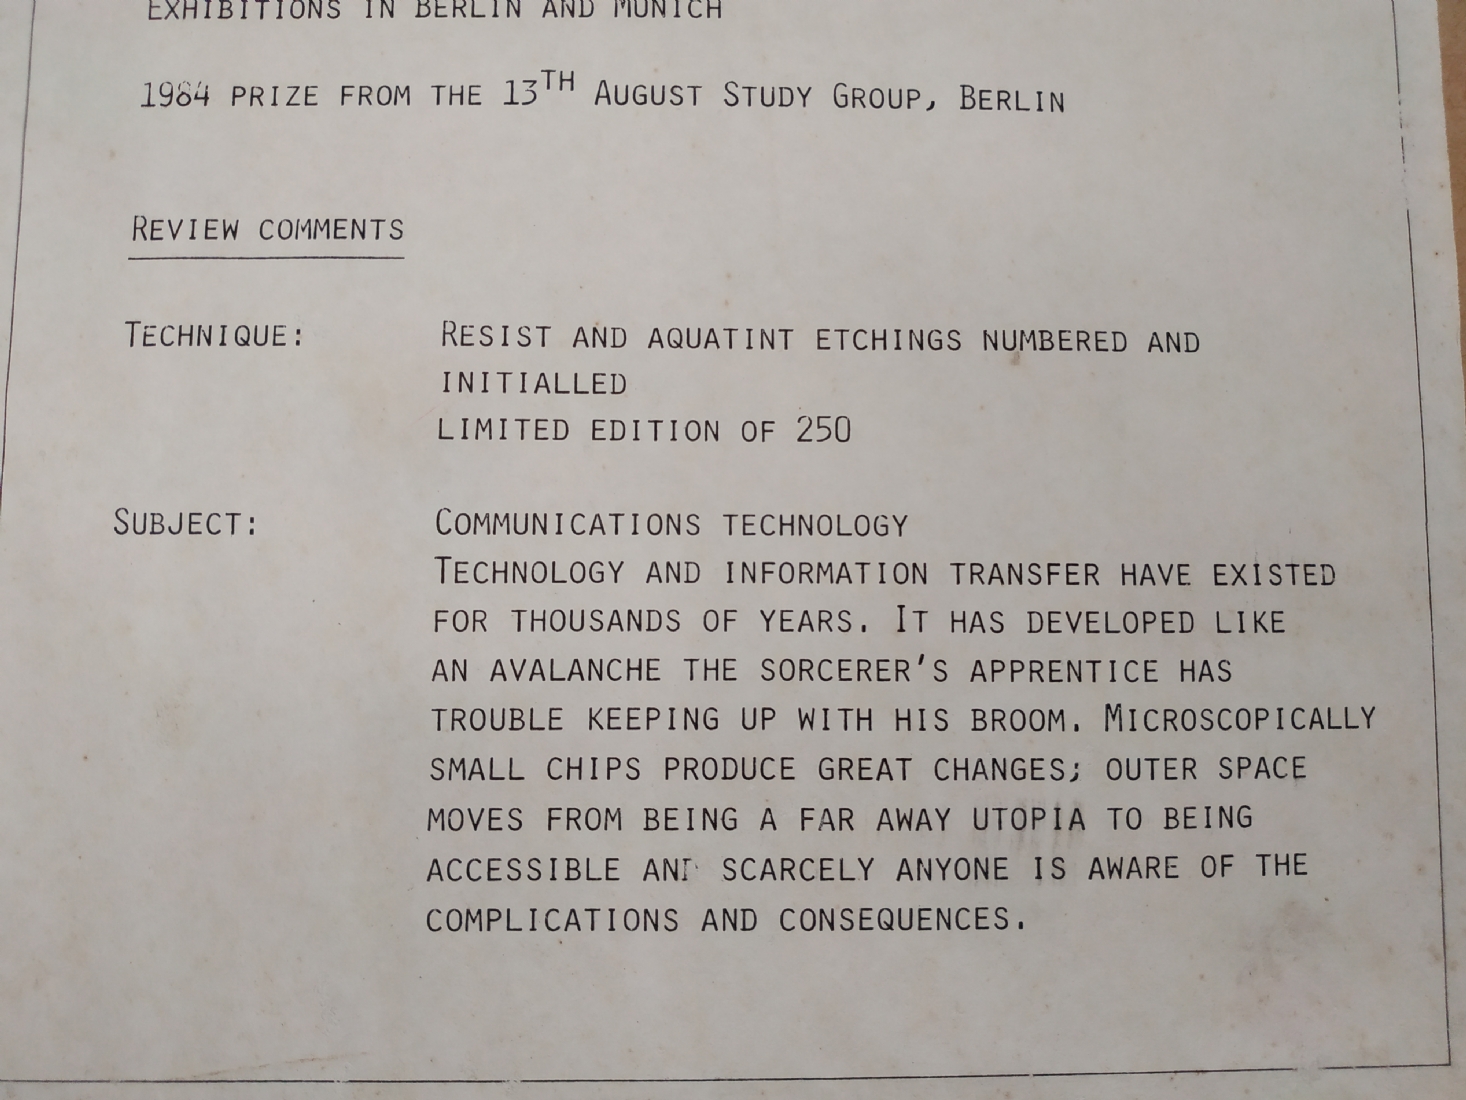 EXHIBITIONS IN BERLIN AND MUNICH
1984 PRIZE FROM THE 13TH AUGUST STUDY GROUP, BERLIN
REVIEW COMMENTS
TECHNIQUE: RESIST AND AQUATINT ETCHINGS NUMBERED AND
INITIALLED
LIMITED EDITION OF 250
SUBJECT: COMMUNICATIONS TECHNOLOGY
TECHNOLOGY AND INFORMATION TRANSFER HAVE EXISTED
FOR THOUSANDS OF YEARS. IT HAS DEVELOPED LIKE
AN AVALANCHE THE SORCERER'S APPRENTICE HAS
TROUBLE KEEPING UP WITH HIS BROOM. MICROSCOPICALLY
SMALL CHIPS PRODUCE GREAT CHANGES; OUTER SPACE
MOVES FROM BEING A FAR AWAY UTOPIA TO BEING
ACCESSIBLE AND SCARCELY ANYONE IS AWARE OF THE
COMPLICATIONS AND CONSEQUENCES.